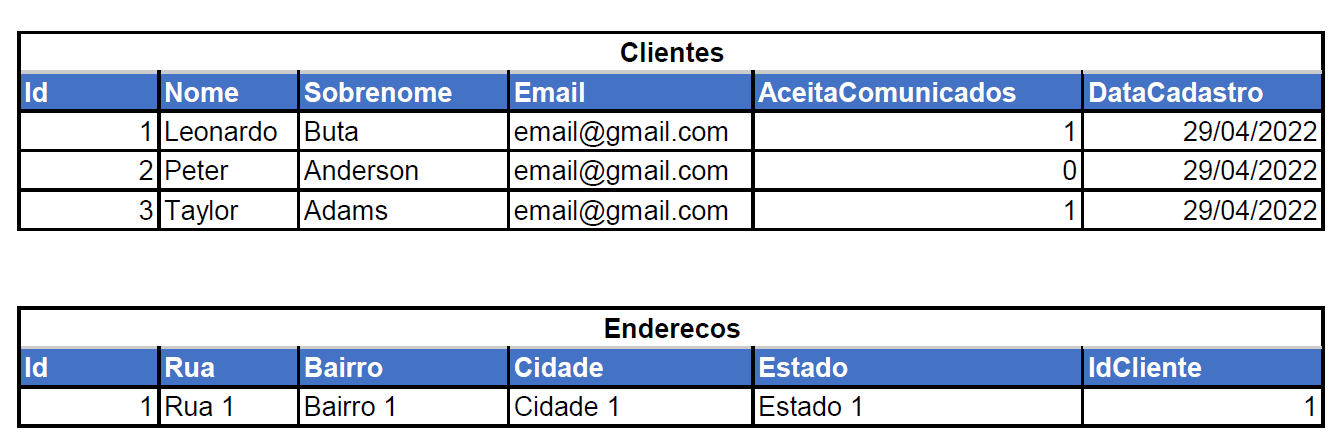 Clientes
Id Nome Sobrenome Email AceitaComunicados DataCadastro
1 Leonardo Buta email@gmail.com 1 29/04/2022
2 Peter Anderson email@gmail.com 0 29/04/2022
3 Taylor Adams email@gmail.com 1 29/04/2022
Enderecos
Id Rua Bairro Cidade Estado IdCliente
1 Rua 1 Bairro 1 Cidade 1 Estado 1 1